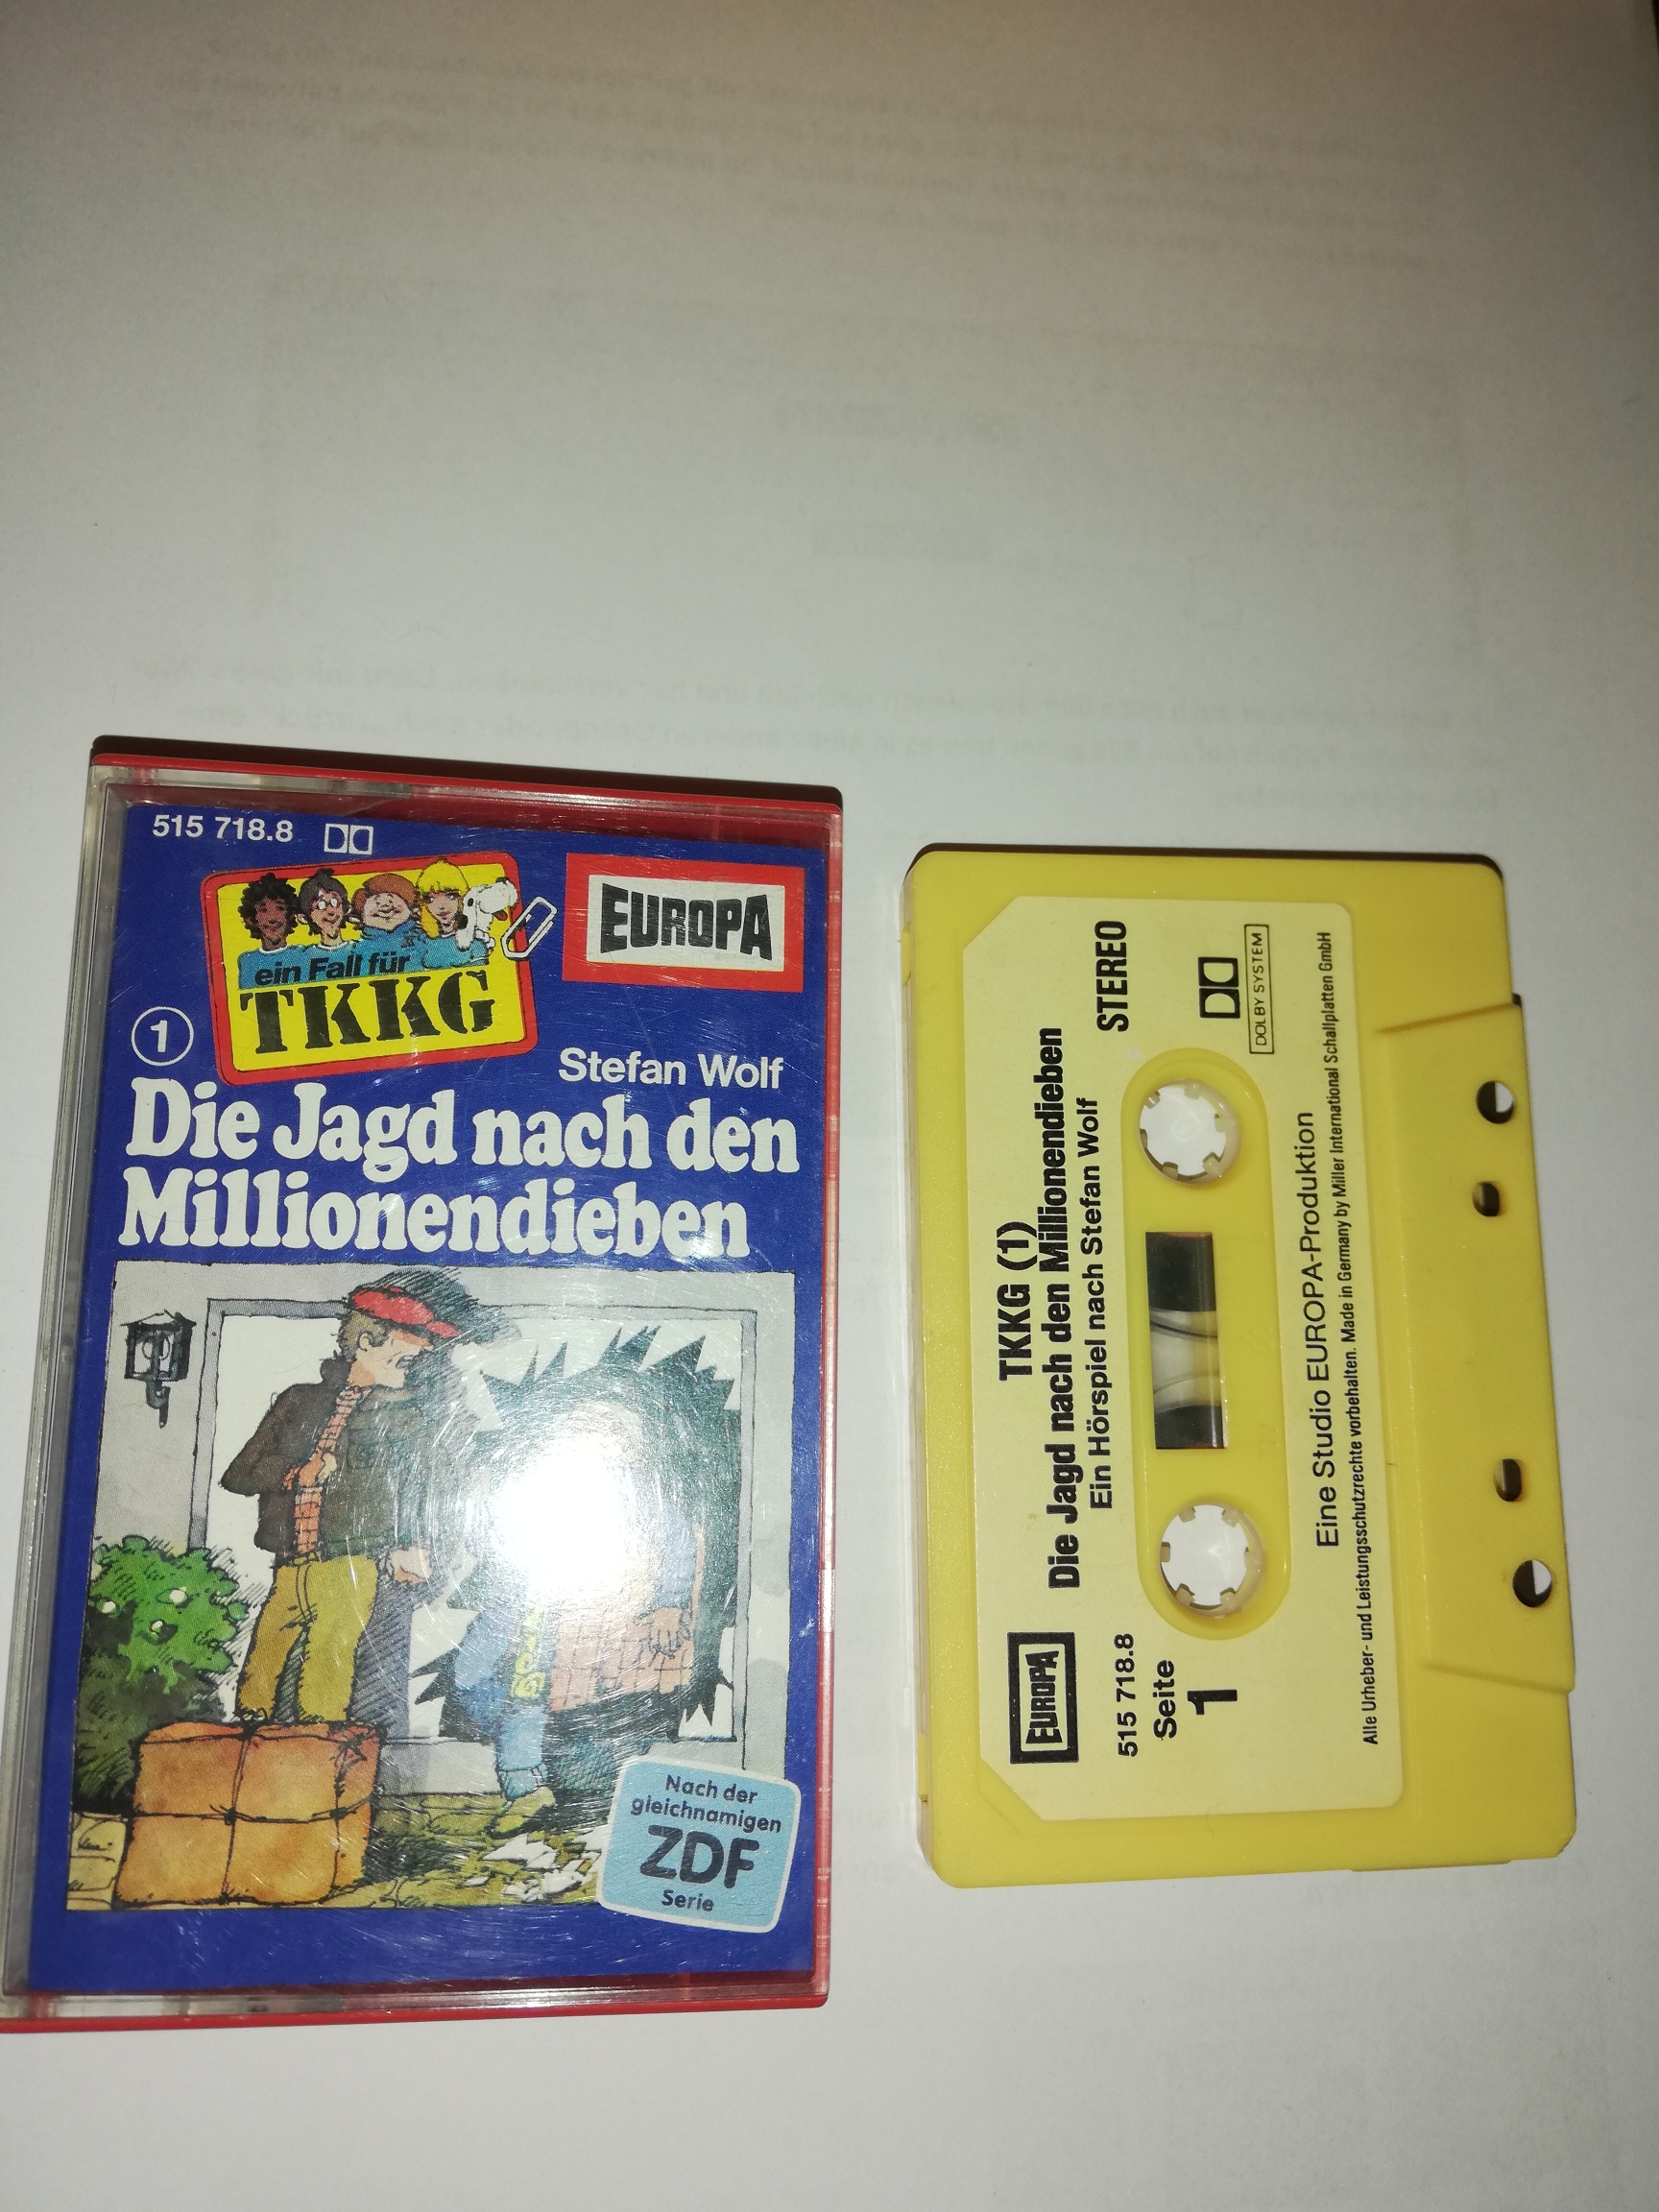 515 718.8
ein Fall für
TKKG
EUROPA
1
Stefan Wolf
Die Jagd nach den
Millionendieben
Nach der
gleichnamigen
ZDF
Serie
EUROPA
TKKG (1)
Die Jagd nach den Millionendieben
Ein Hörspiel nach Stefan Wolf
STEREO
515 718.8
Seite
1
DOLBY SYSTEM
Eine Studio EUROPA-Produktion
Alle Urheber- und Leistungsschutzrechte vorbehalten. Made in Germany by Miller International Schallplatten GmbH